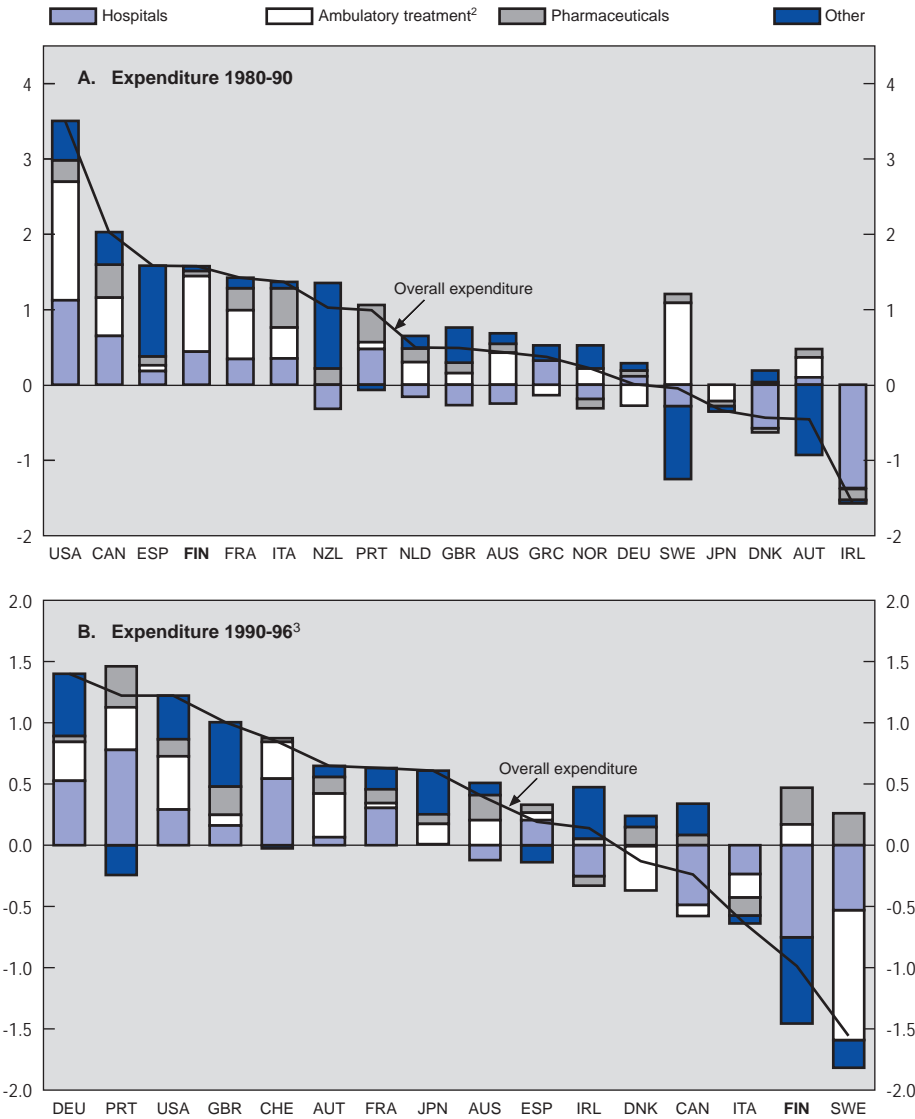 Hospitals Ambulatory treatment² Pharmaceuticals Other
A. Expenditure 1980-90
4 4
3 3
2 2
Overall expenditure
1 1
0 0
-1 -1
-2 -2
USA CAN ESP FIN FRA ITA NZL PRT NLD GBR AUS GRC NOR DEU SWE JPN DNK AUT IRL
2.0 2.0
B. Expenditure 1990-96³
1.5 1.5
1.0 1.0
Overall expenditure
0.5 0.5
0.0 0.0
-0.5 -0.5
-1.0 -1.0
-1.5 -1.5
-2.0 -2.0
DEU PRT USA GBR CHE AUT FRA JPN AUS ESP IRL DNK CAN ITA FIN SWE